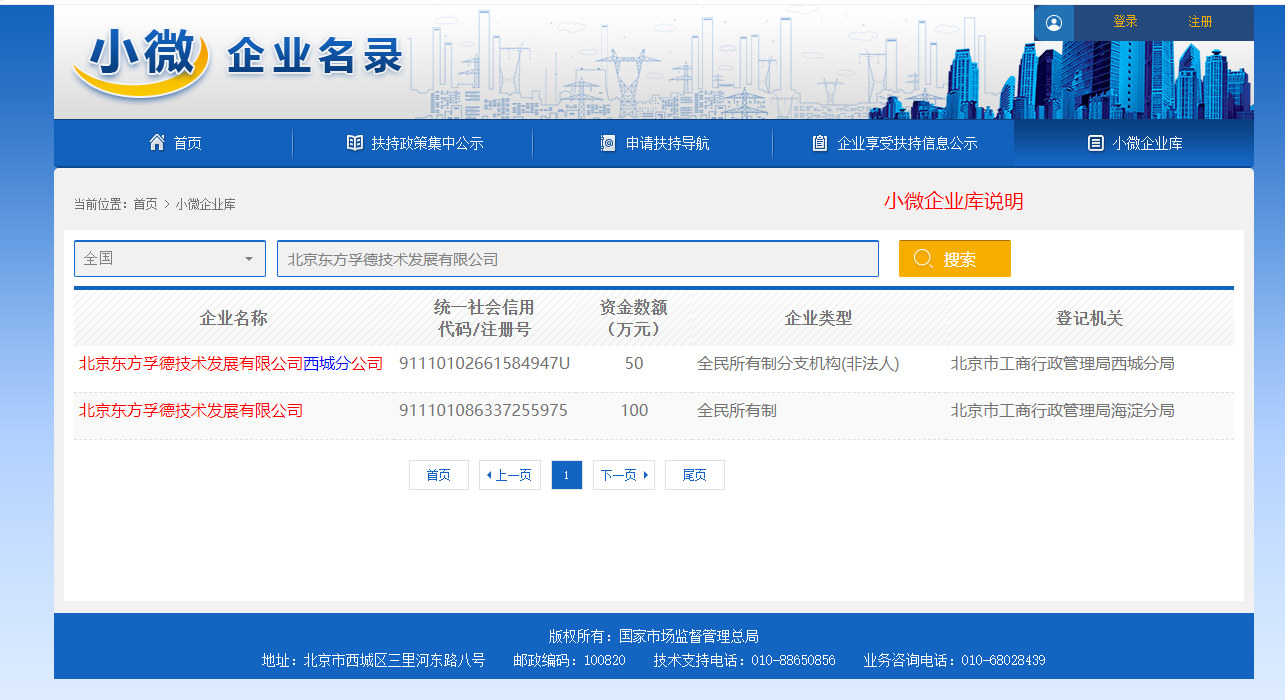 登录 注册
小微 企业名录
首页 扶持政策集中公示 申请扶持导航 企业享受扶持信息公示 小微企业库
当前位置：首页 > 小微企业库 小微企业库说明
全国 北京东方孚德技术发展有限公司 搜索
企业名称 统一社会信用代码/注册号 资金数额（万元） 企业类型 登记机关
北京东方孚德技术发展有限公司西城分公司 91110102661584947U 50 全民所有制分支机构(非法人) 北京市工商行政管理局西城分局
北京东方孚德技术发展有限公司 911101086337255975 100 全民所有制 北京市工商行政管理局海淀分局
首页 上一页 1 下一页 尾页
版权所有：国家市场监督管理总局
地址：北京市西城区三里河东路八号 邮政编码：100820 技术支持电话：010-88650856 业务咨询电话：010-68028439